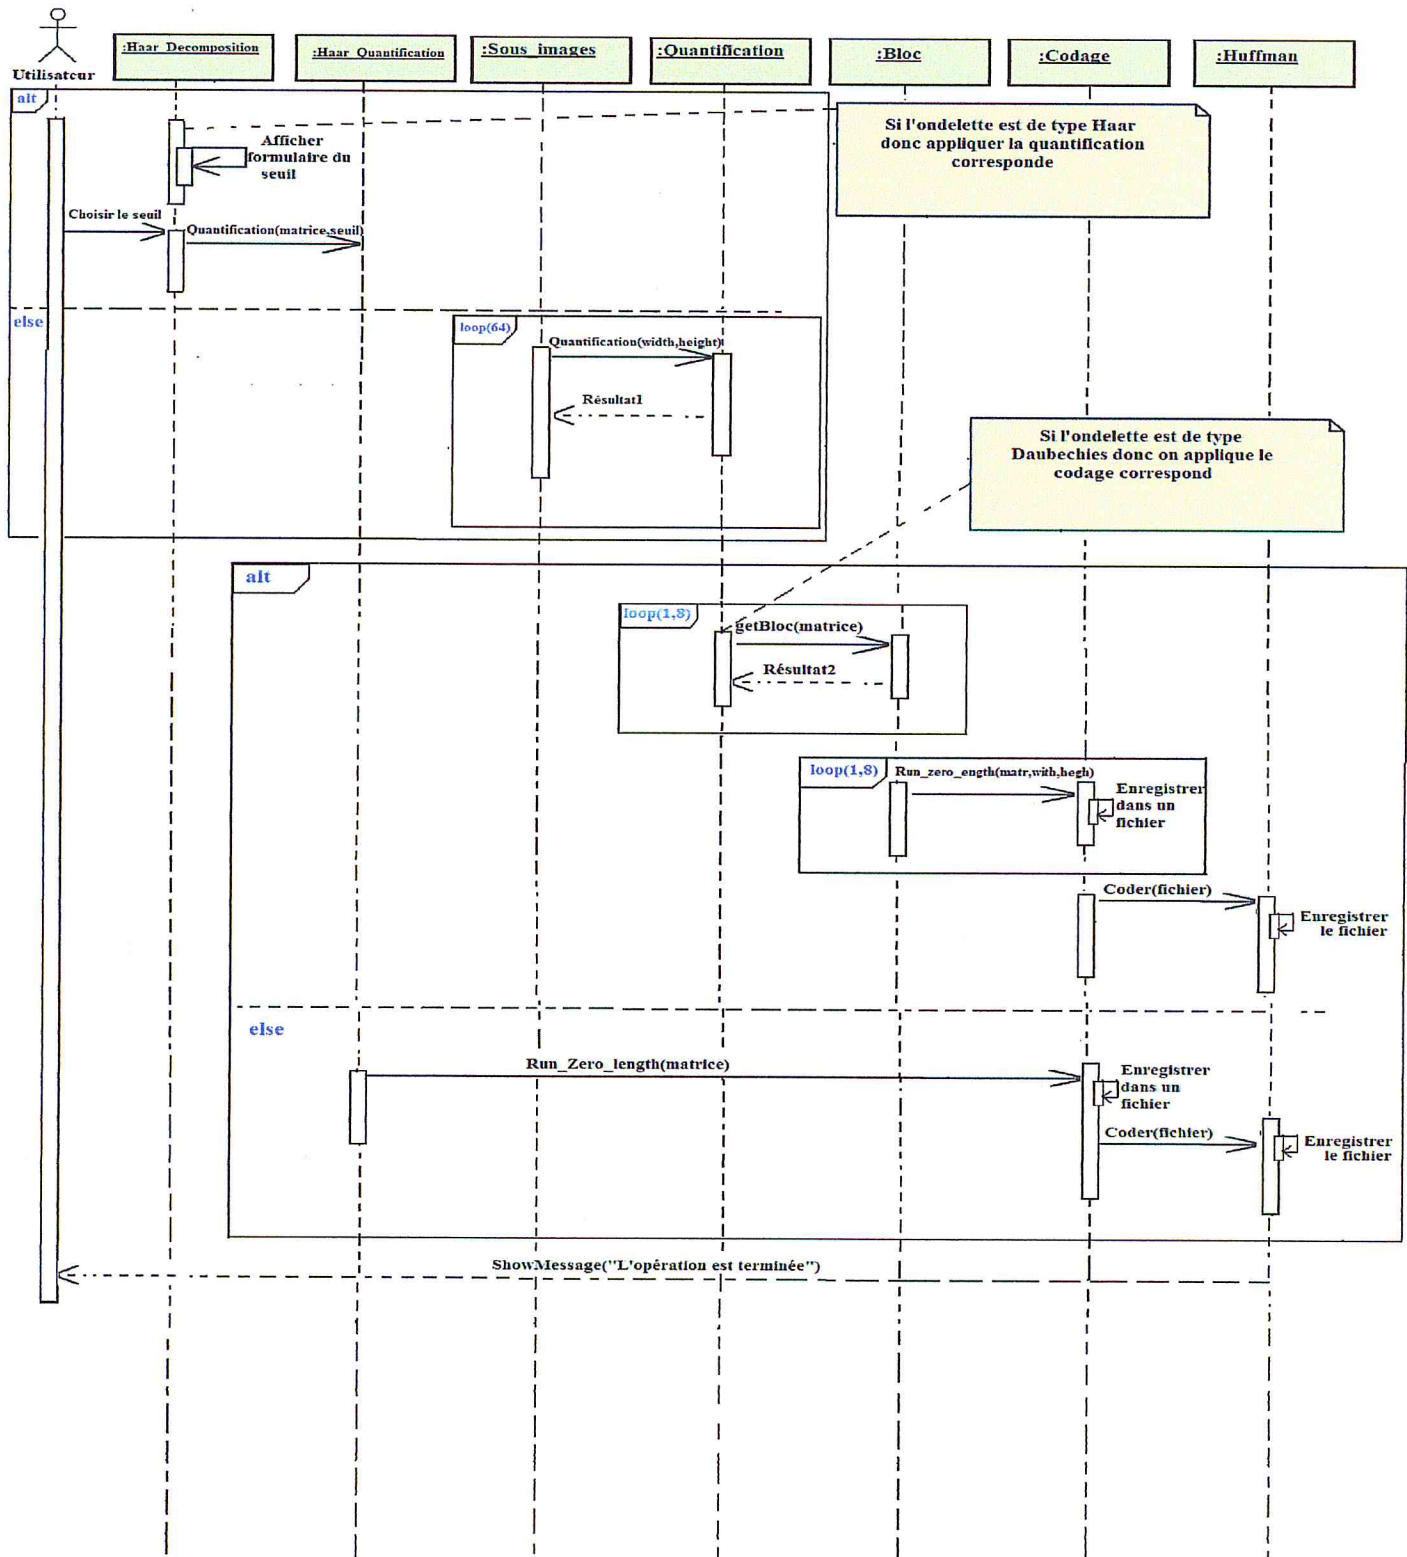 :Haar_Decomposition
:Haar_Quantification
:Sous_images
:Quantification
:Bloc
:Codage
:Huffman
Utilisateur
alt
Si l'ondelette est de type Haar
donc appliquer la quantification
corresponde
Afficher
formulaire du
seuil
Choisir le seuil
Quantification(matrice,seuil)
else
loop(64)
Quantification(width,height)
Résultat1
Si l'ondelette est de type
Daubechies donc on applique le
codage correspond
alt
loop(1,8)
getBloc(matrice)
Résultat2
loop(1,8)
Run_zero_ength(matr,with,hegh)
Enregistrer
dans un
fichier
Coder(fichier)
Enregistrer
le fichier
else
Run_Zero_length(matrice)
Enregistrer
dans un
fichier
Coder(fichier)
Enregistrer
le fichier
ShowMessage("L'opération est terminée")